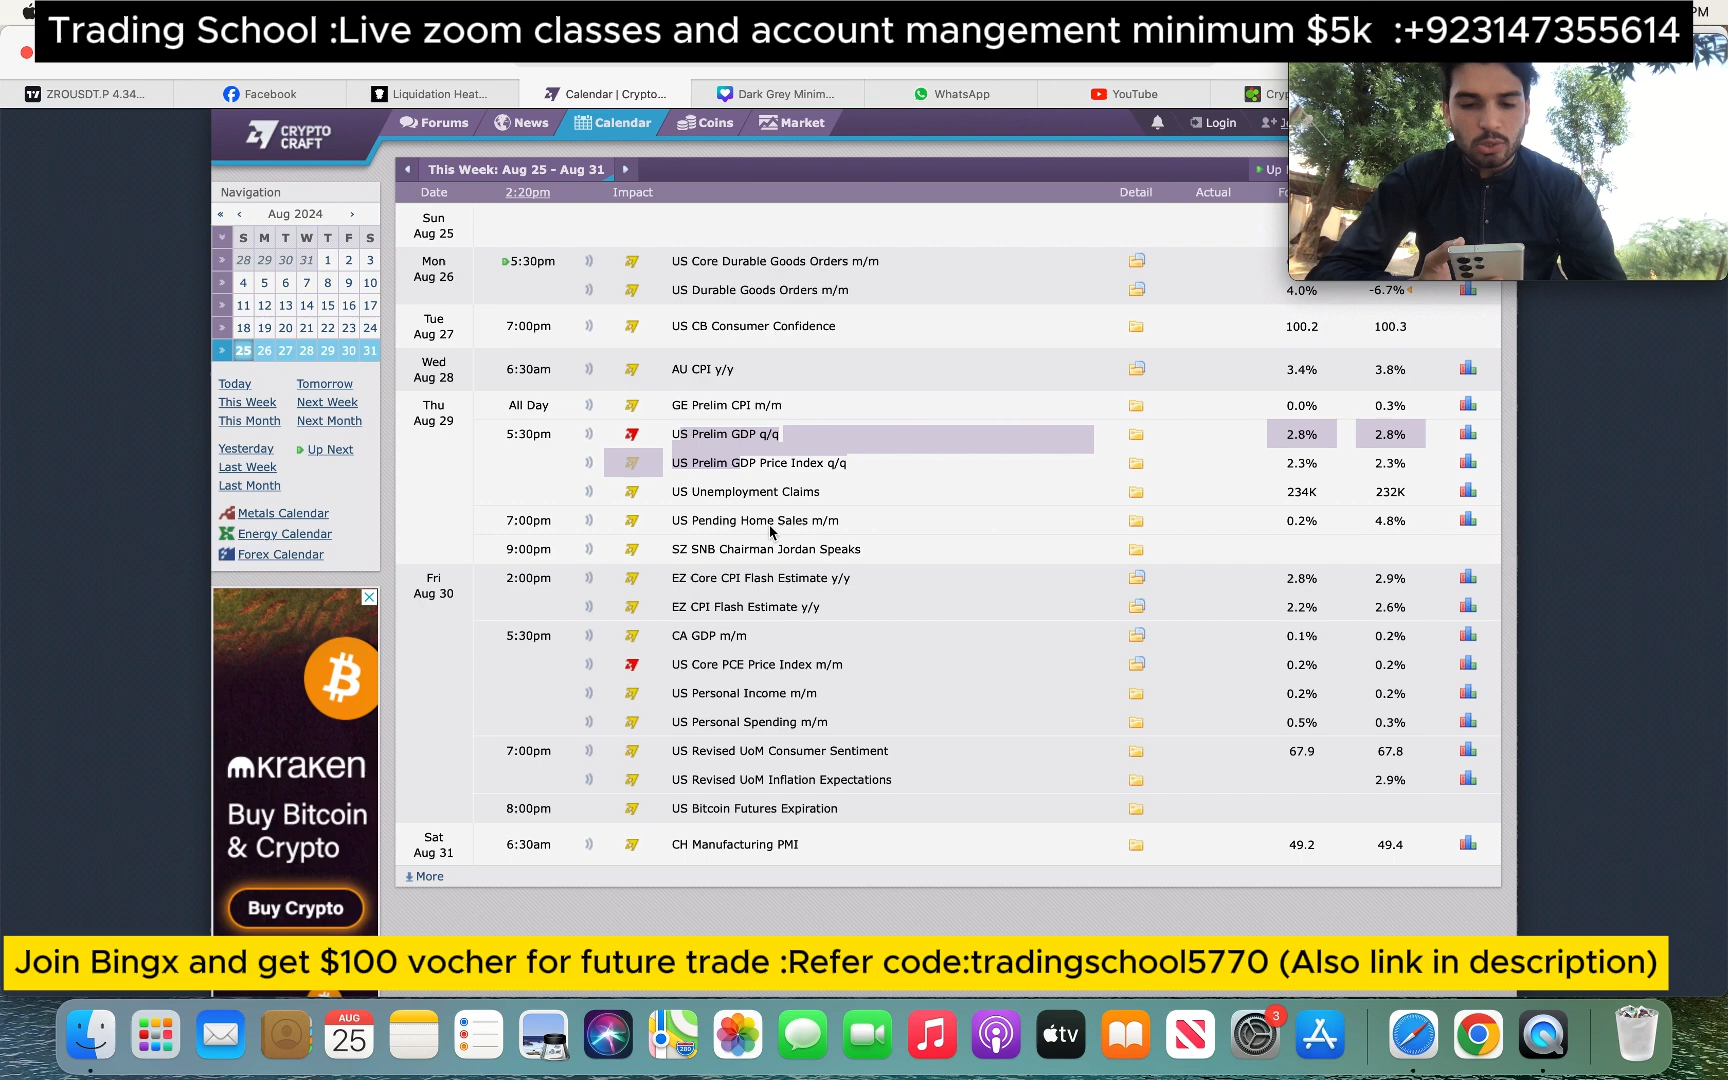 Trading School :Live zoom classes and account mangement minimum $5k :+923147355614
PM
ZROUSDT.P 4.34...
Facebook
Liquidation Heat...
Calendar | Crypto...
Dark Grey Minim...
WhatsApp
YouTube
Cryp
CRYPTO
CRAFT
Forums
News
Calendar
Coins
Market
Login
Navigation
« ‹ Aug 2024 ›
S M T W T F S
28 29 30 31 1 2 3
4 5 6 7 8 9 10
11 12 13 14 15 16 17
18 19 20 21 22 23 24
25 26 27 28 29 30 31
Today Tomorrow
This Week Next Week
This Month Next Month
Yesterday Up Next
Last Week
Last Month
Metals Calendar
Energy Calendar
Forex Calendar
This Week: Aug 25 - Aug 31
Up
Date 2:20pm Impact Detail Actual
Sun
Aug 25
Mon
Aug 26
5:30pm US Core Durable Goods Orders m/m
US Durable Goods Orders m/m 4.0% -6.7%
Tue
Aug 27
7:00pm US CB Consumer Confidence 100.2 100.3
Wed
Aug 28
6:30am AU CPI y/y 3.4% 3.8%
Thu
Aug 29
All Day GE Prelim CPI m/m 0.0% 0.3%
5:30pm US Prelim GDP q/q 2.8% 2.8%
US Prelim GDP Price Index q/q 2.3% 2.3%
US Unemployment Claims 234K 232K
7:00pm US Pending Home Sales m/m 0.2% 4.8%
9:00pm SZ SNB Chairman Jordan Speaks
Fri
Aug 30
2:00pm EZ Core CPI Flash Estimate y/y 2.8% 2.9%
EZ CPI Flash Estimate y/y 2.2% 2.6%
5:30pm CA GDP m/m 0.1% 0.2%
US Core PCE Price Index m/m 0.2% 0.2%
US Personal Income m/m 0.2% 0.2%
US Personal Spending m/m 0.5% 0.3%
7:00pm US Revised UoM Consumer Sentiment 67.9 67.8
US Revised UoM Inflation Expectations 2.9%
8:00pm US Bitcoin Futures Expiration
Sat
Aug 31
6:30am CH Manufacturing PMI 49.2 49.4
More
kraken
Buy Bitcoin
& Crypto
Buy Crypto
Join Bingx and get $100 vocher for future trade :Refer code:tradingschool5770 (Also link in description)
AUG
25
280
tv
3